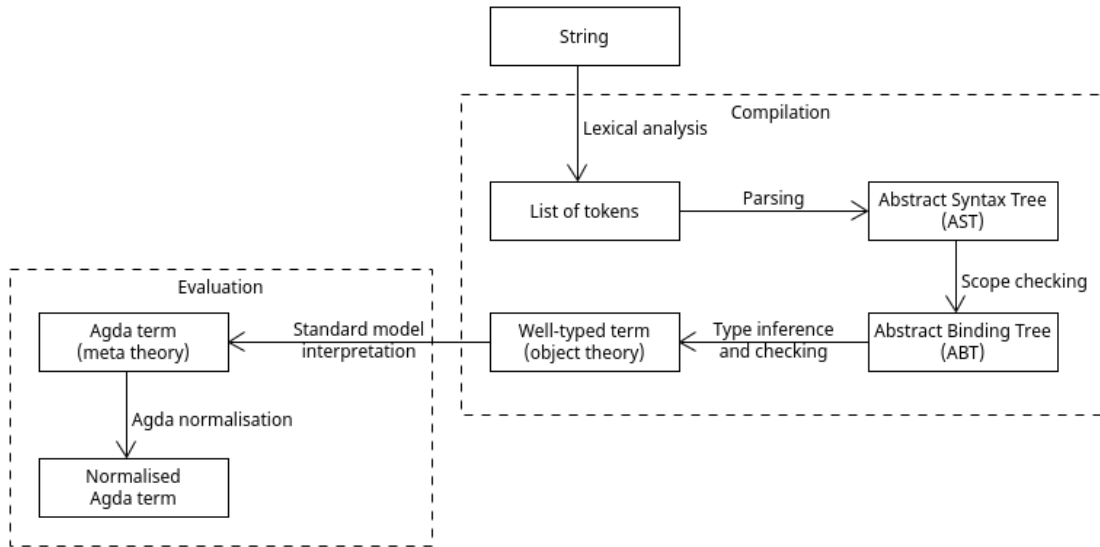 String
Compilation
Lexical analysis
List of tokens
Parsing
Abstract Syntax Tree
(AST)
Scope checking
Abstract Binding Tree
(ABT)
Type inference
and checking
Well-typed term
(object theory)
Standard model
interpretation
Evaluation
Agda term
(meta theory)
Agda normalisation
Normalised
Agda term